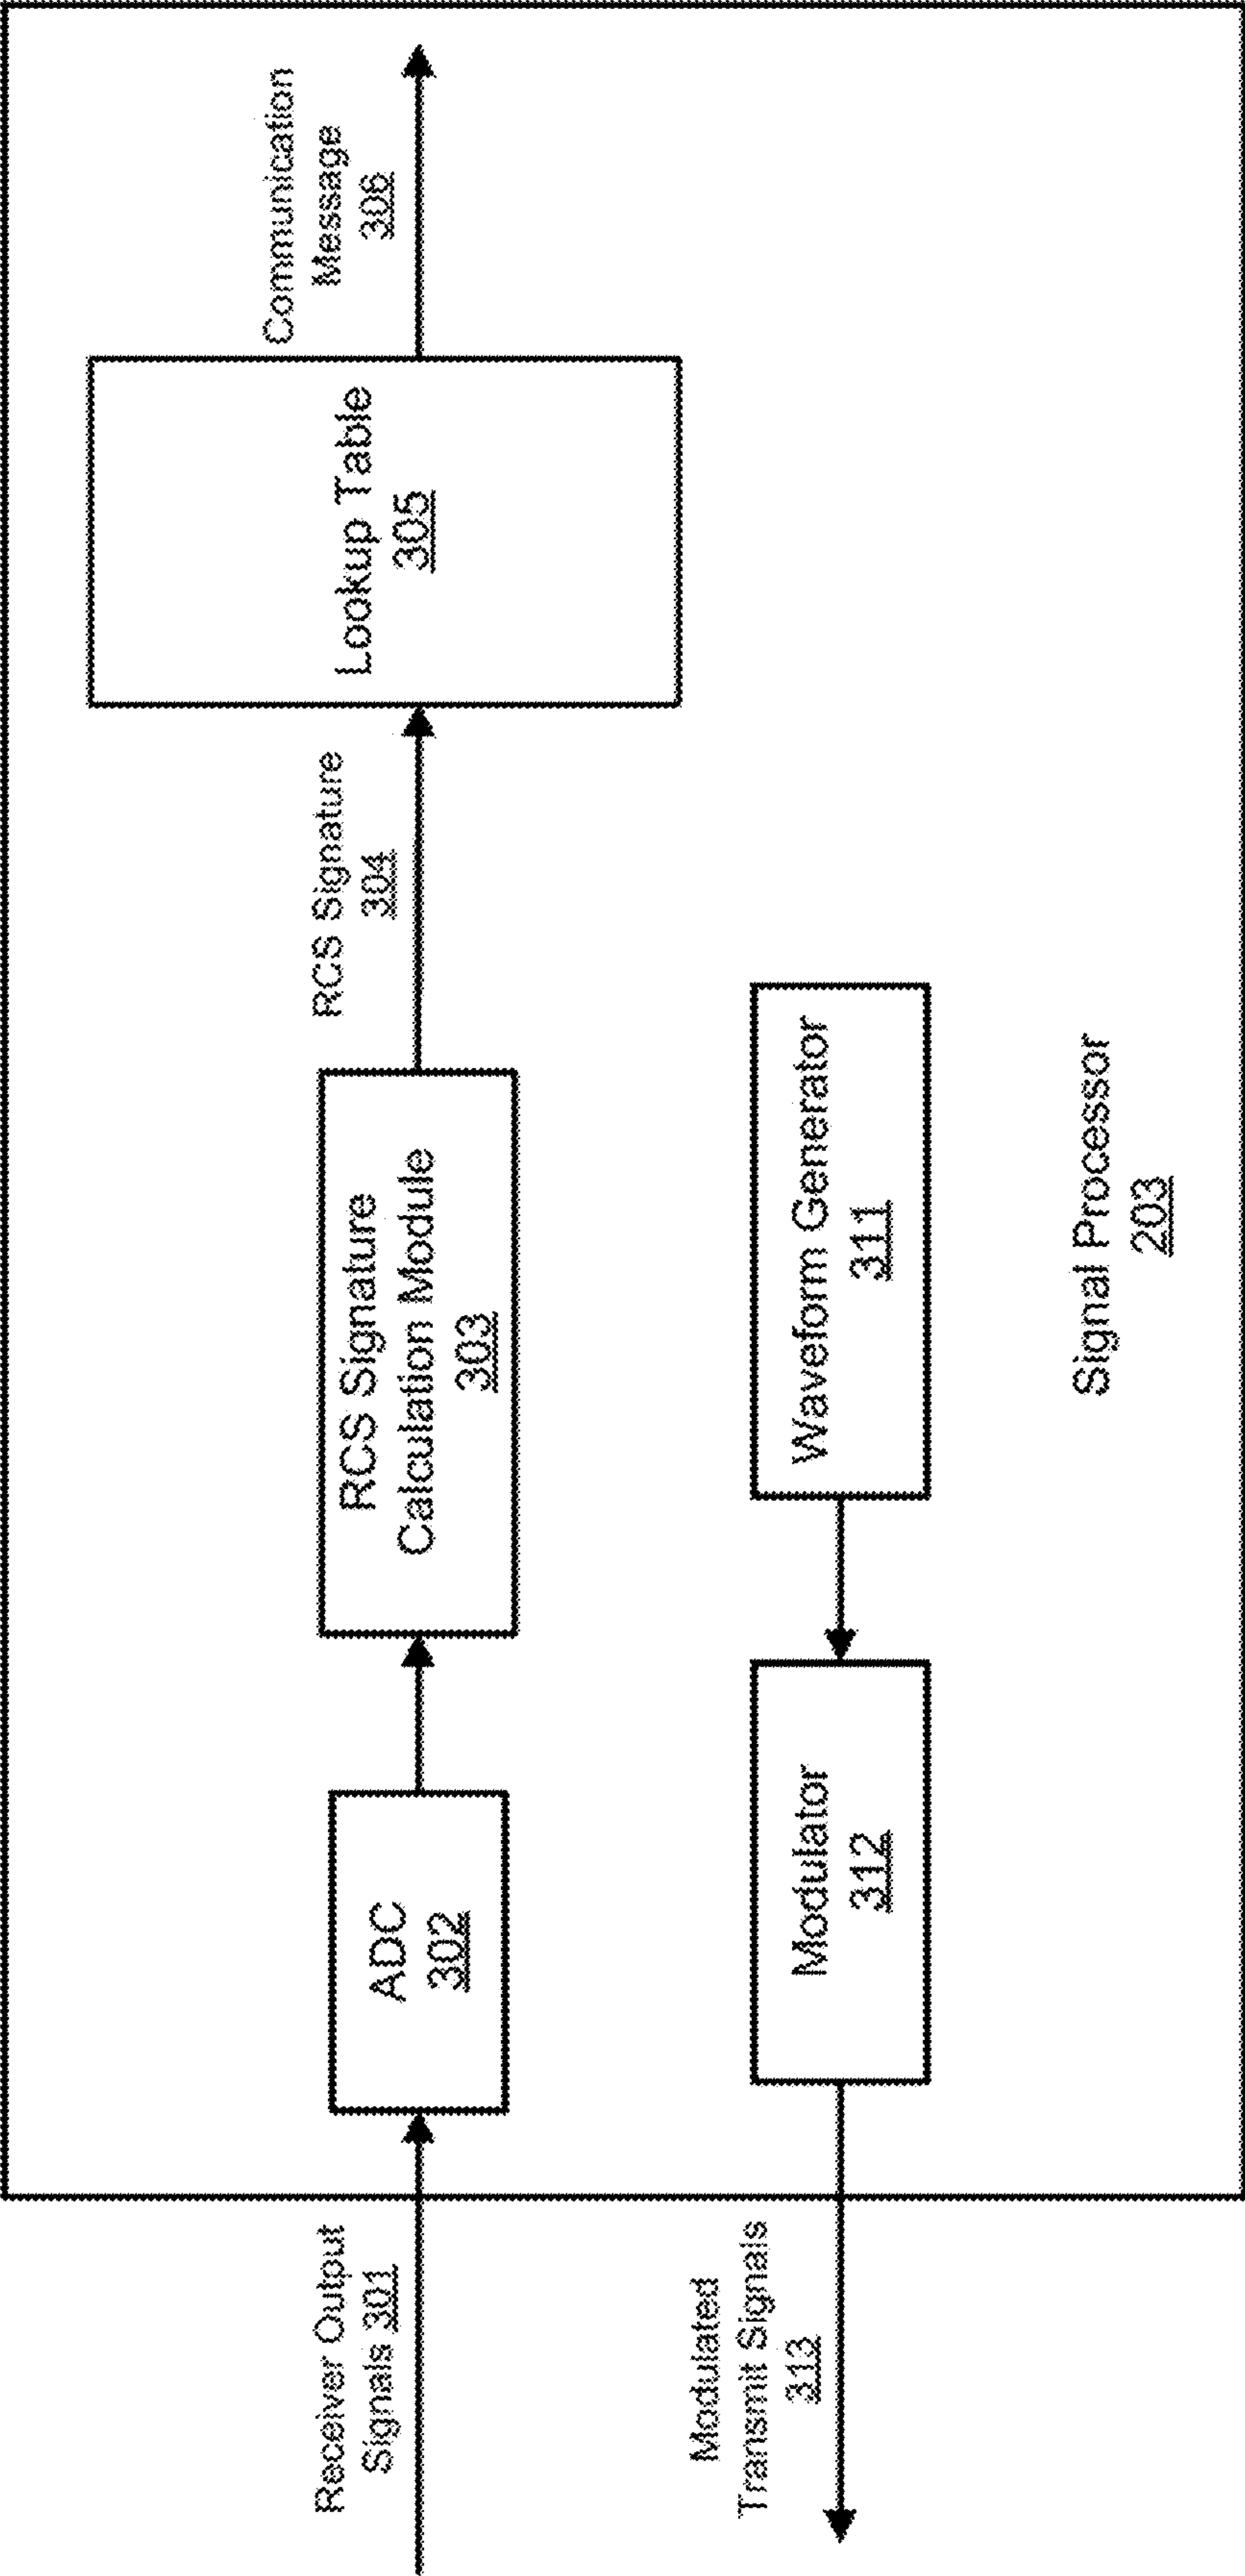 Receiver Output
Signals 301
ADC
302
RCS Signature
Calculation Module
303
RCS Signature
304
Lookup Table
305
Communication
Message
306
Modulated
Transmit Signals
313
Modulator
312
Waveform Generator
311
Signal Processor
203